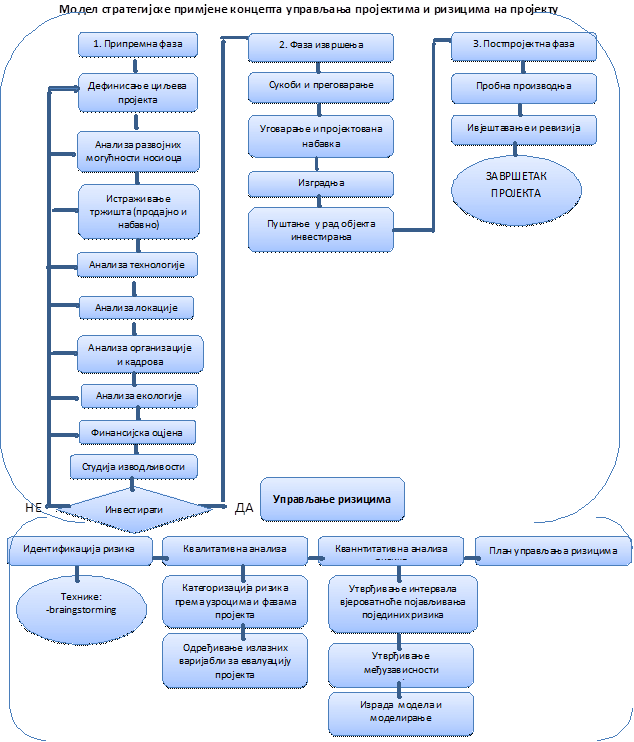 Модел стратегијске примјене концепта управљања пројектима и ризицима на пројекту
1. Припремна фаза
Дефинисање циљева
пројекта
Анализа развојних
могућности носиоца
Истраживање
тржишта (продајно и
набавно)
Анализа технологије
Анализа локације
Анализа организације
и кадрова
Анализа екологије
Финансијска оцјена
Студија изводљивости
Инвестирати
НЕ
ДА
2. Фаза извршења
Сукоби и преговарање
Уговарање и пројектована
набавка
Изградња
Пуштање у рад објекта
инвестирања
3. Постпројектна фаза
Пробна производња
Ивјештавање и ревизија
ЗАВРШЕТАК
ПРОЈЕКТА
Управљање ризицима
Идентификација ризика
Технике:
-braingstorming
Квалитативна анализа
Категоризација ризика
према узроцима и фазама
пројекта
Одређивање излазних
варијабли за евалуацију
пројекта
Кваннтитативна анализа
Утврђивање интервала
вјероватноће појављивања
појединих ризика
Утврђивање
међузависности
Израда модела и
моделирање
План управљања ризицима